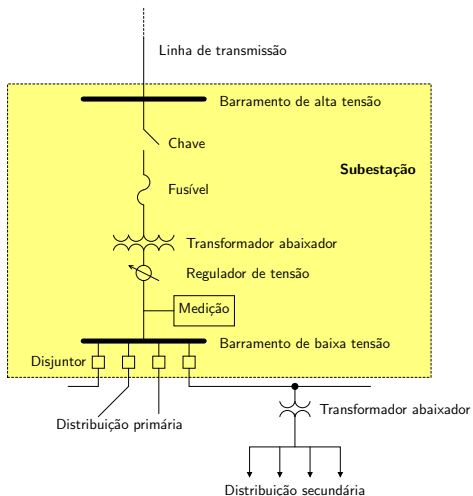 Linha de transmissão
Barramento de alta tensão
Chave
Subestação
Fusível
Transformador abaixador
Regulador de tensão
Medição
Barramento de baixa tensão
Disjuntor
Transformador abaixador
Distribuição primária
Distribuição secundária